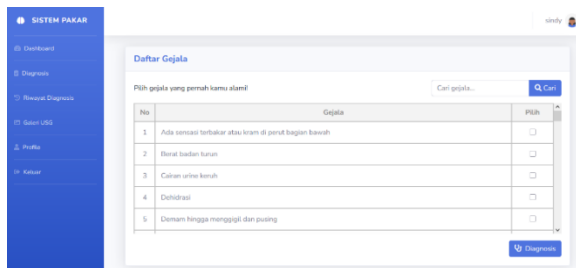 SISTEM PAKAR
sindy
Dashboard
Diagnosis
Riwayat Diagnosis
Galeri USG
Profile
Keluar
Daftar Gejala
Pilih gejala yang pernah kamu alami!
Cari gejala...
Cari
No Gejala Pilih
1 Ada sensasi terbakar atau kram di perut bagian bawah
2 Berat badan turun
3 Cairan urine keruh
4 Dehidrasi
5 Demam hingga menggigil dan pusing
Diagnosis